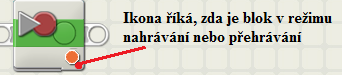 Ikona říká, zda je blok v režimu
nahrávání nebo přehrávání